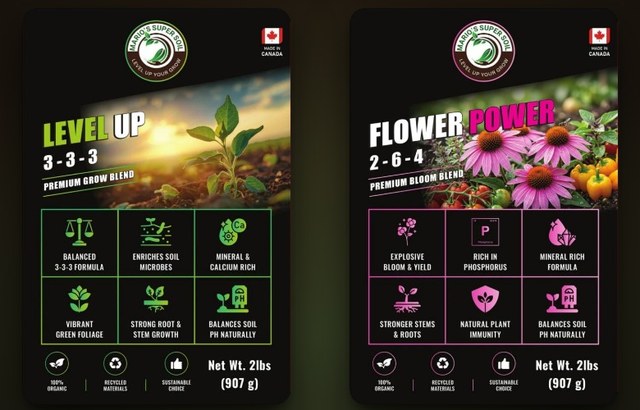 MARIO'S SUPER SOIL
LEVEL UP YOUR GROW
MADE IN
CANADA
LEVEL UP
3-3-3
PREMIUM GROW BLEND
BALANCED
3-3-3 FORMULA
ENRICHES SOIL
MICROBES
Ca
MINERAL &
CALCIUM RICH
VIBRANT
GREEN FOLIAGE
STRONG ROOT &
STEM GROWTH
PH
BALANCES SOIL
PH NATURALLY
100%
ORGANIC
RECYCLED
MATERIALS
SUSTAINABLE
CHOICE
Net Wt. 2lbs
(907 g)
MARIO'S SUPER SOIL
LEVEL UP YOUR GROW
MADE IN
CANADA
FLOWER POWER
2-6-4
PREMIUM BLOOM BLEND
EXPLOSIVE
BLOOM & YIELD
P
Phosphorus
RICH IN
PHOSPHORUS
MINERAL RICH
FORMULA
STRONGER STEMS
& ROOTS
NATURAL PLANT
IMMUNITY
PH
BALANCES SOIL
PH NATURALLY
100%
ORGANIC
RECYCLED
MATERIALS
SUSTAINABLE
CHOICE
Net Wt. 2lbs
(907 g)